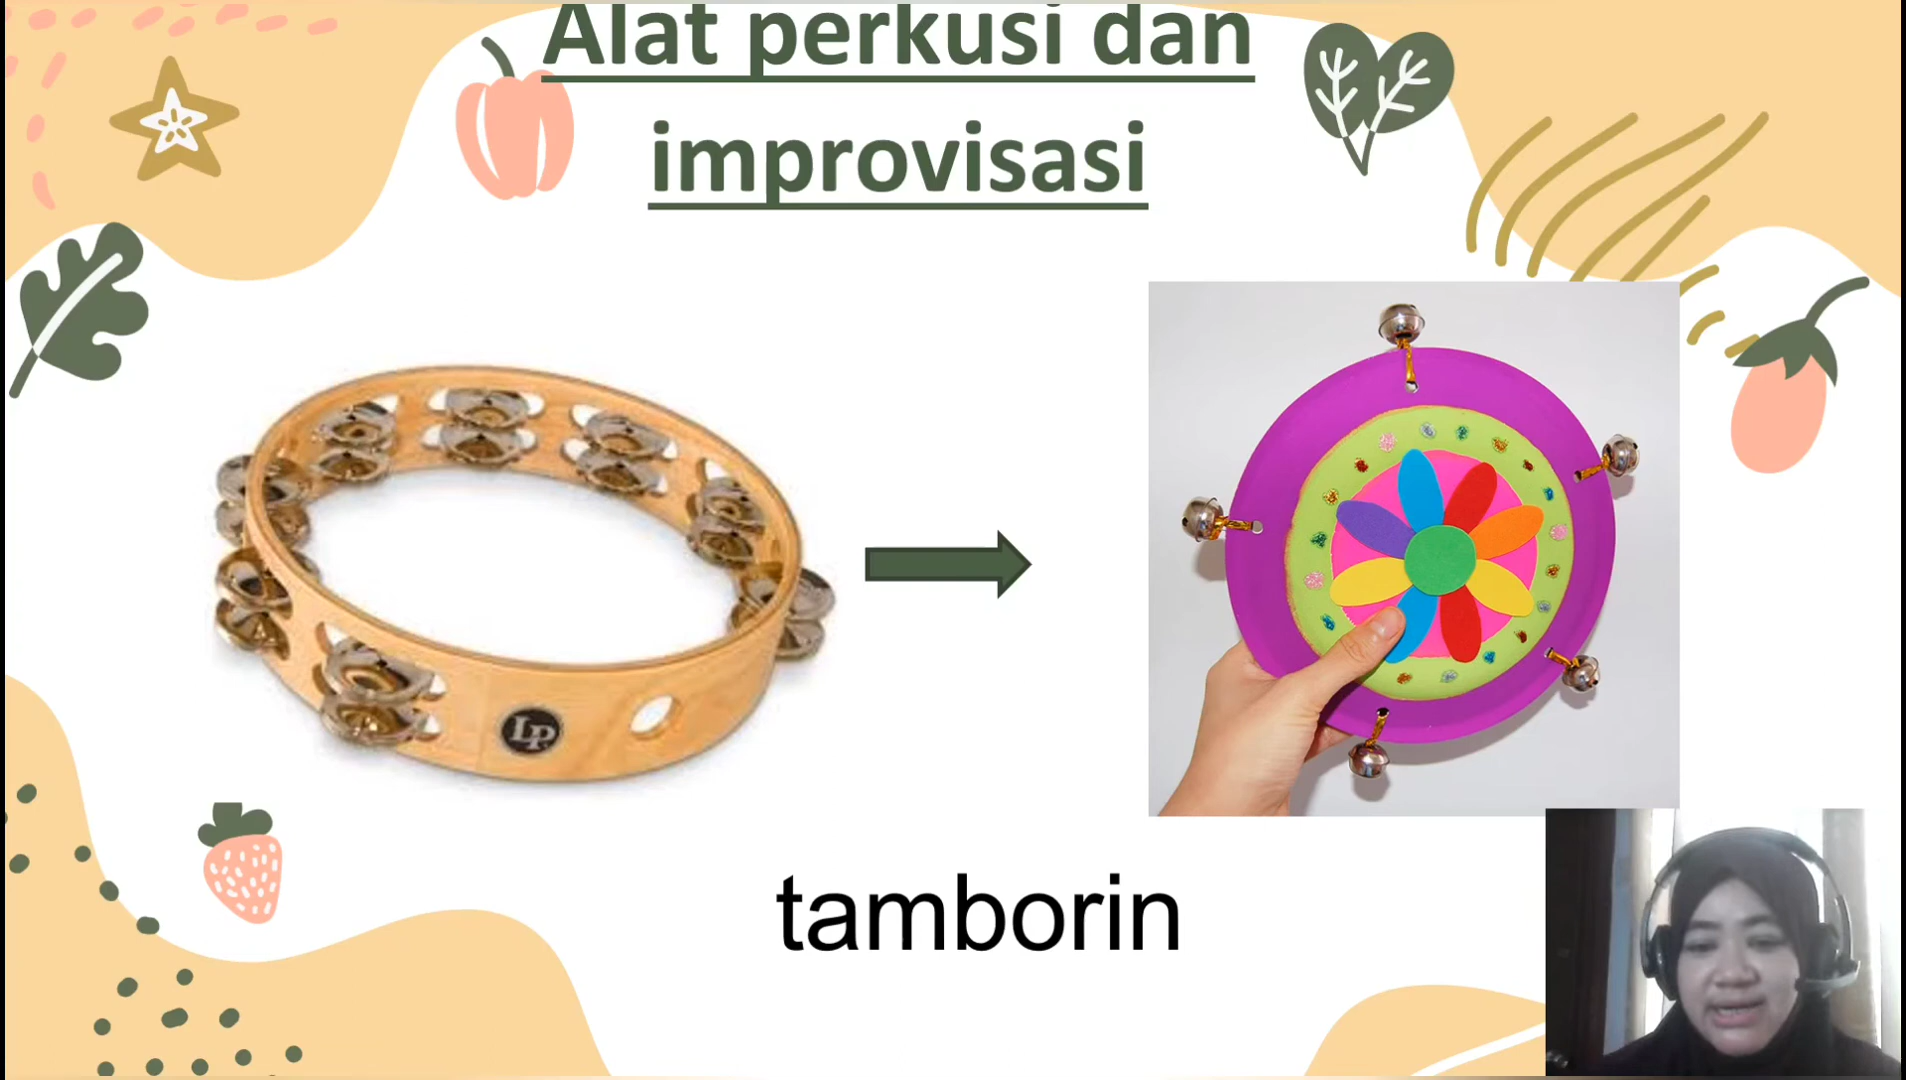 Alat perkusi dan
improvisasi
LP
tamborin